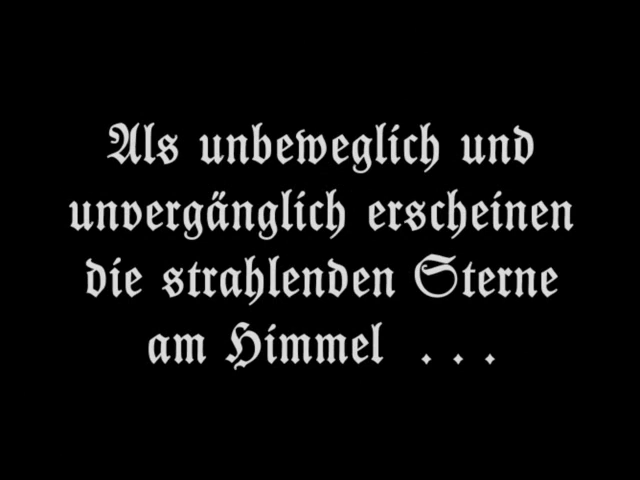 Als unbeweglich und
unvergänglich erscheinen
die strahlenden Sterne
am Himmel . . .